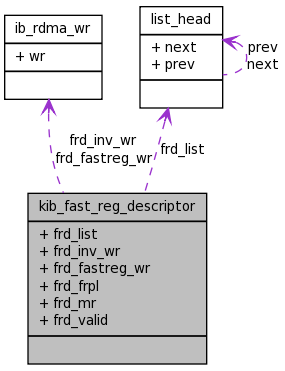 ib_rdma_wr
+ wr
list_head
+ next
+ prev
prev
next
frd_inv_wr
frd_fastreg_wr
frd_list
kib_fast_reg_descriptor
+ frd_list
+ frd_inv_wr
+ frd_fastreg_wr
+ frd_frpl
+ frd_mr
+ frd_valid